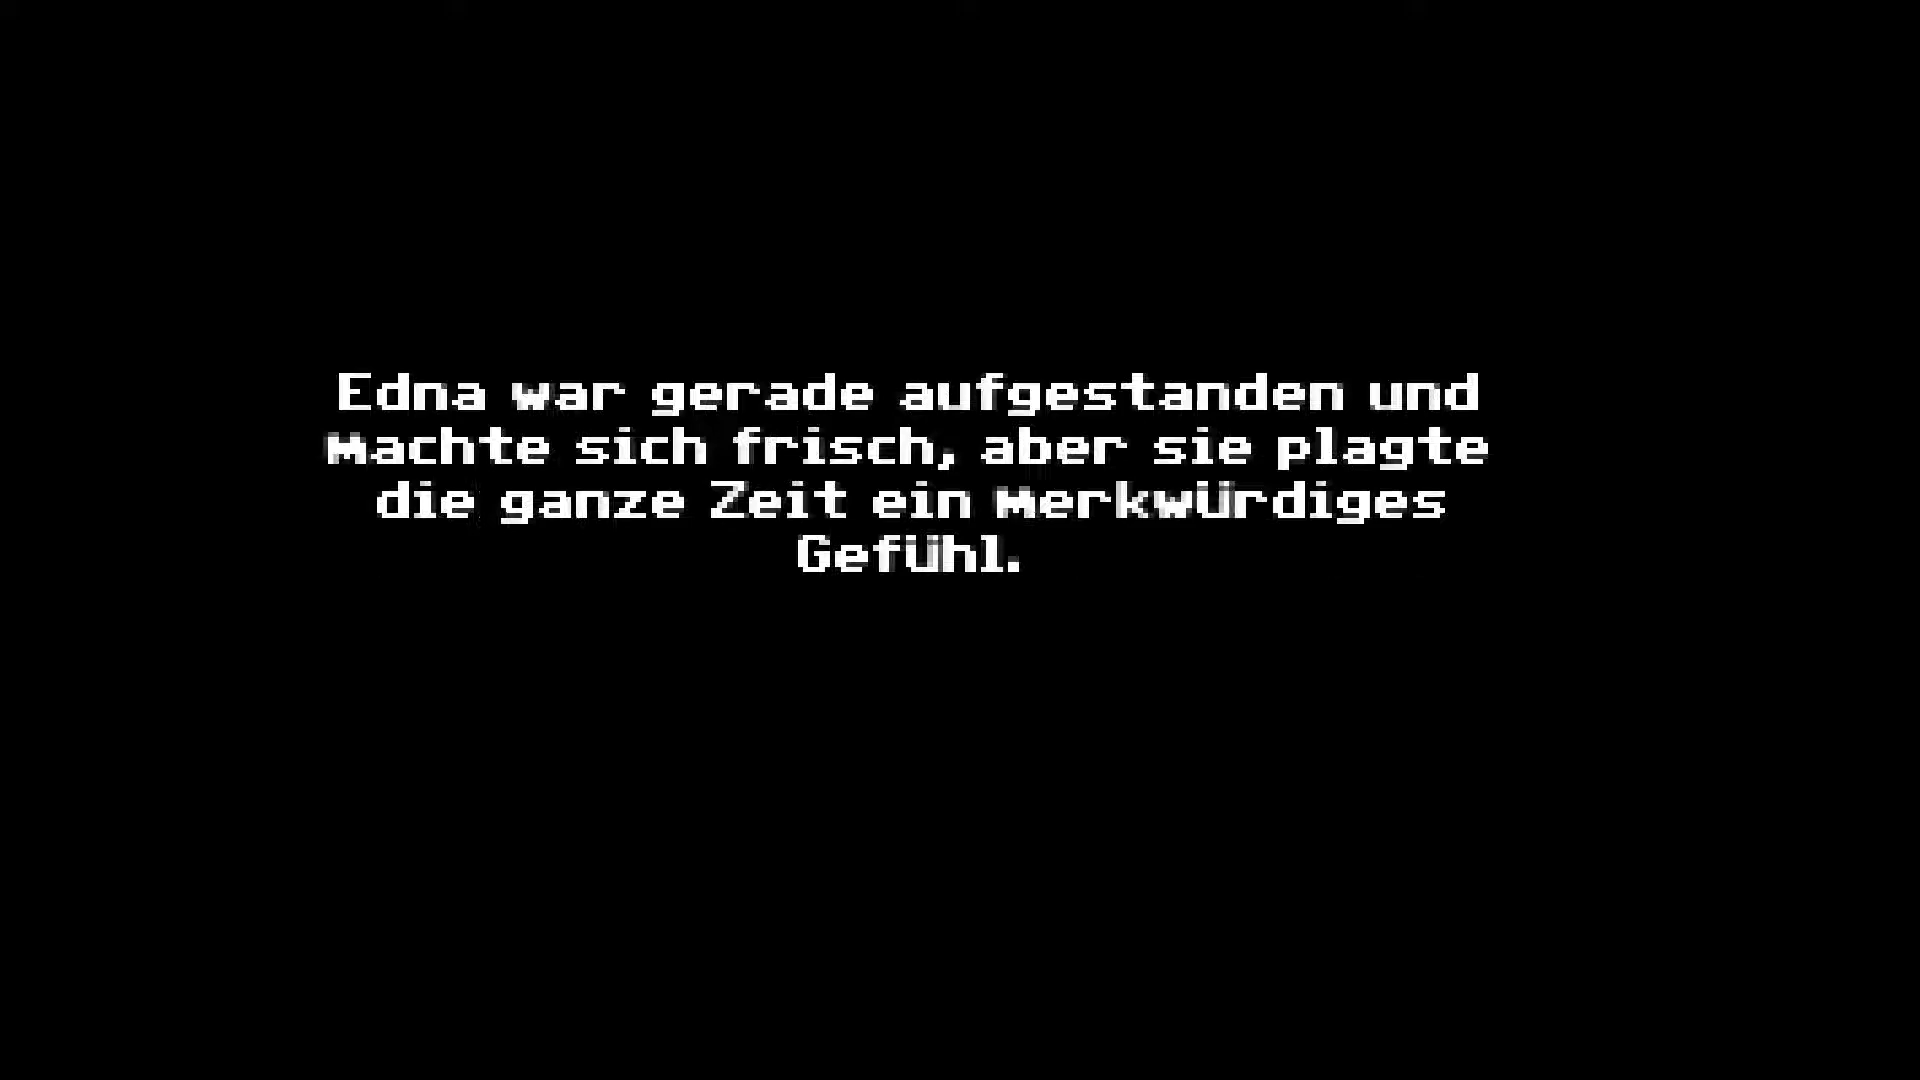 Edna war gerade aufgestanden und
machte sich frisch, aber sie plagte
die ganze Zeit ein merkwürdiges
Gefühl.